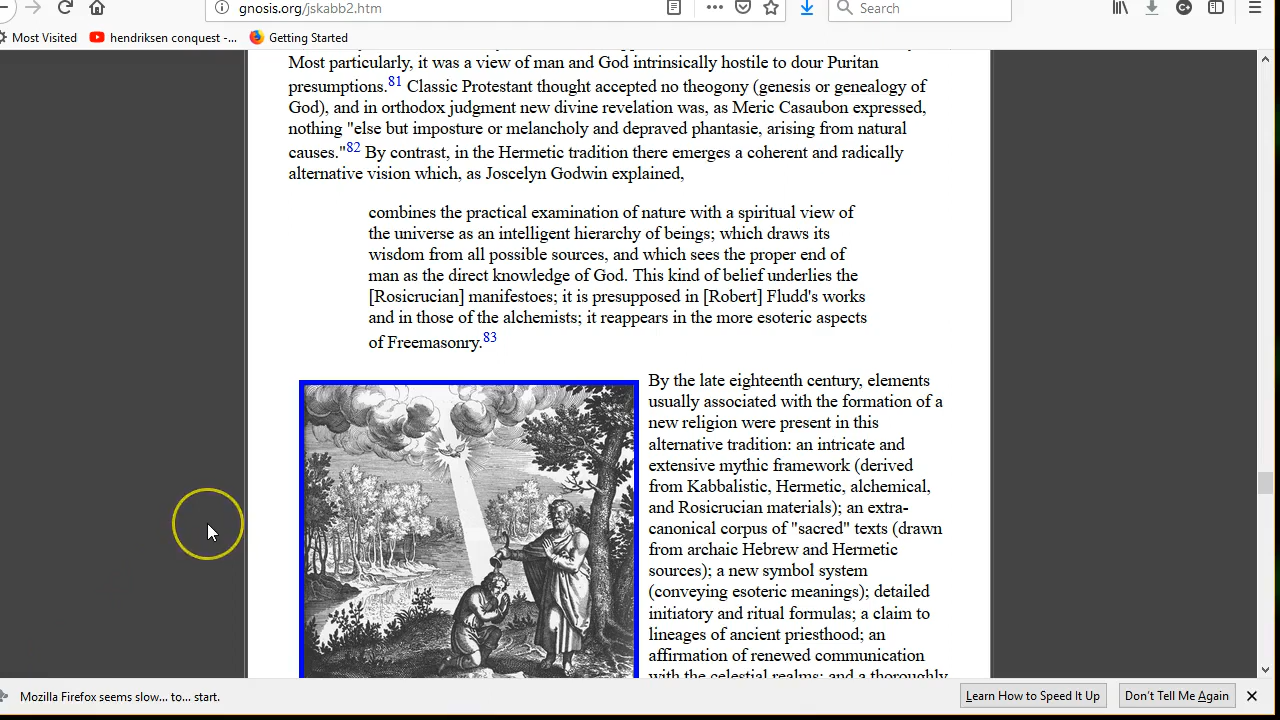 gnosis.org/jskabb2.htm
Search
Most Visited
hendriksen conquest -...
Getting Started
Most particularly, it was a view of man and God intrinsically hostile to dour Puritan
presumptions.81 Classic Protestant thought accepted no theogony (genesis or genealogy of
God), and in orthodox judgment new divine revelation was, as Meric Casaubon expressed,
nothing "else but imposture or melancholy and depraved phantasie, arising from natural
causes."82 By contrast, in the Hermetic tradition there emerges a coherent and radically
alternative vision which, as Joscelyn Godwin explained,
combines the practical examination of nature with a spiritual view of
the universe as an intelligent hierarchy of beings; which draws its
wisdom from all possible sources, and which sees the proper end of
man as the direct knowledge of God. This kind of belief underlies the
[Rosicrucian] manifestoes; it is presupposed in [Robert] Fludd's works
and in those of the alchemists; it reappears in the more esoteric aspects
of Freemasonry.83
By the late eighteenth century, elements
usually associated with the formation of a
new religion were present in this
alternative tradition: an intricate and
extensive mythic framework (derived
from Kabbalistic, Hermetic, alchemical,
and Rosicrucian materials); an extra-
canonical corpus of "sacred" texts (drawn
from archaic Hebrew and Hermetic
sources); a new symbol system
(conveying esoteric meanings); detailed
initiatory and ritual formulas; a claim to
lineages of ancient priesthood; an
affirmation of renewed communication
with the celestial realms; and a thoroughly
Mozilla Firefox seems slow... to... start.
Learn How to Speed It Up
Don't Tell Me Again